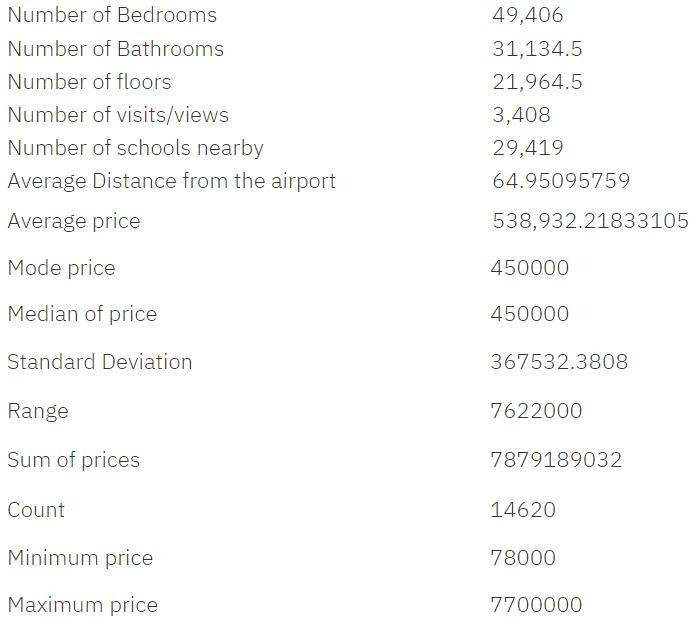 Number of Bedrooms 49,406
Number of Bathrooms 31,134.5
Number of floors 21,964.5
Number of visits/views 3,408
Number of schools nearby 29,419
Average Distance from the airport 64.95095759
Average price 538,932.21833105
Mode price 450000
Median of price 450000
Standard Deviation 367532.3808
Range 7622000
Sum of prices 7879189032
Count 14620
Minimum price 78000
Maximum price 7700000